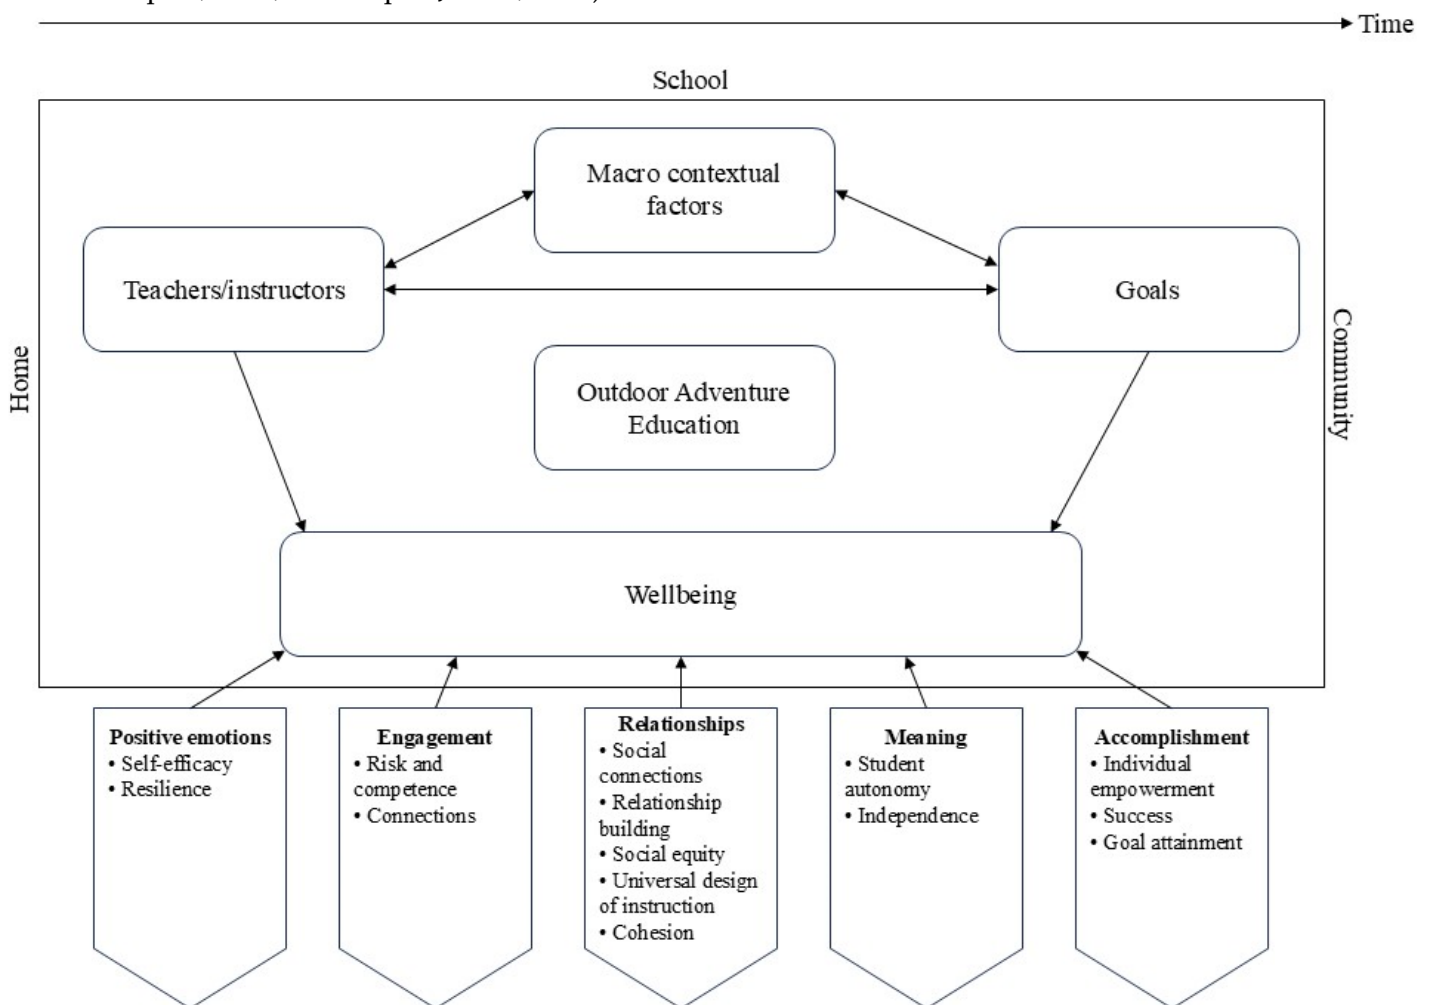 Time
School
Macro contextual
factors
Teachers/instructors
Goals
Home
Community
Outdoor Adventure
Education
Wellbeing
Positive emotions
• Self-efficacy
• Resilience
Engagement
• Risk and
competence
• Connections
Relationships
• Social
connections
• Relationship
building
• Social equity
• Universal design
of instruction
• Cohesion
Meaning
• Student
autonomy
• Independence
Accomplishment
• Individual
empowerment
• Success
• Goal attainment